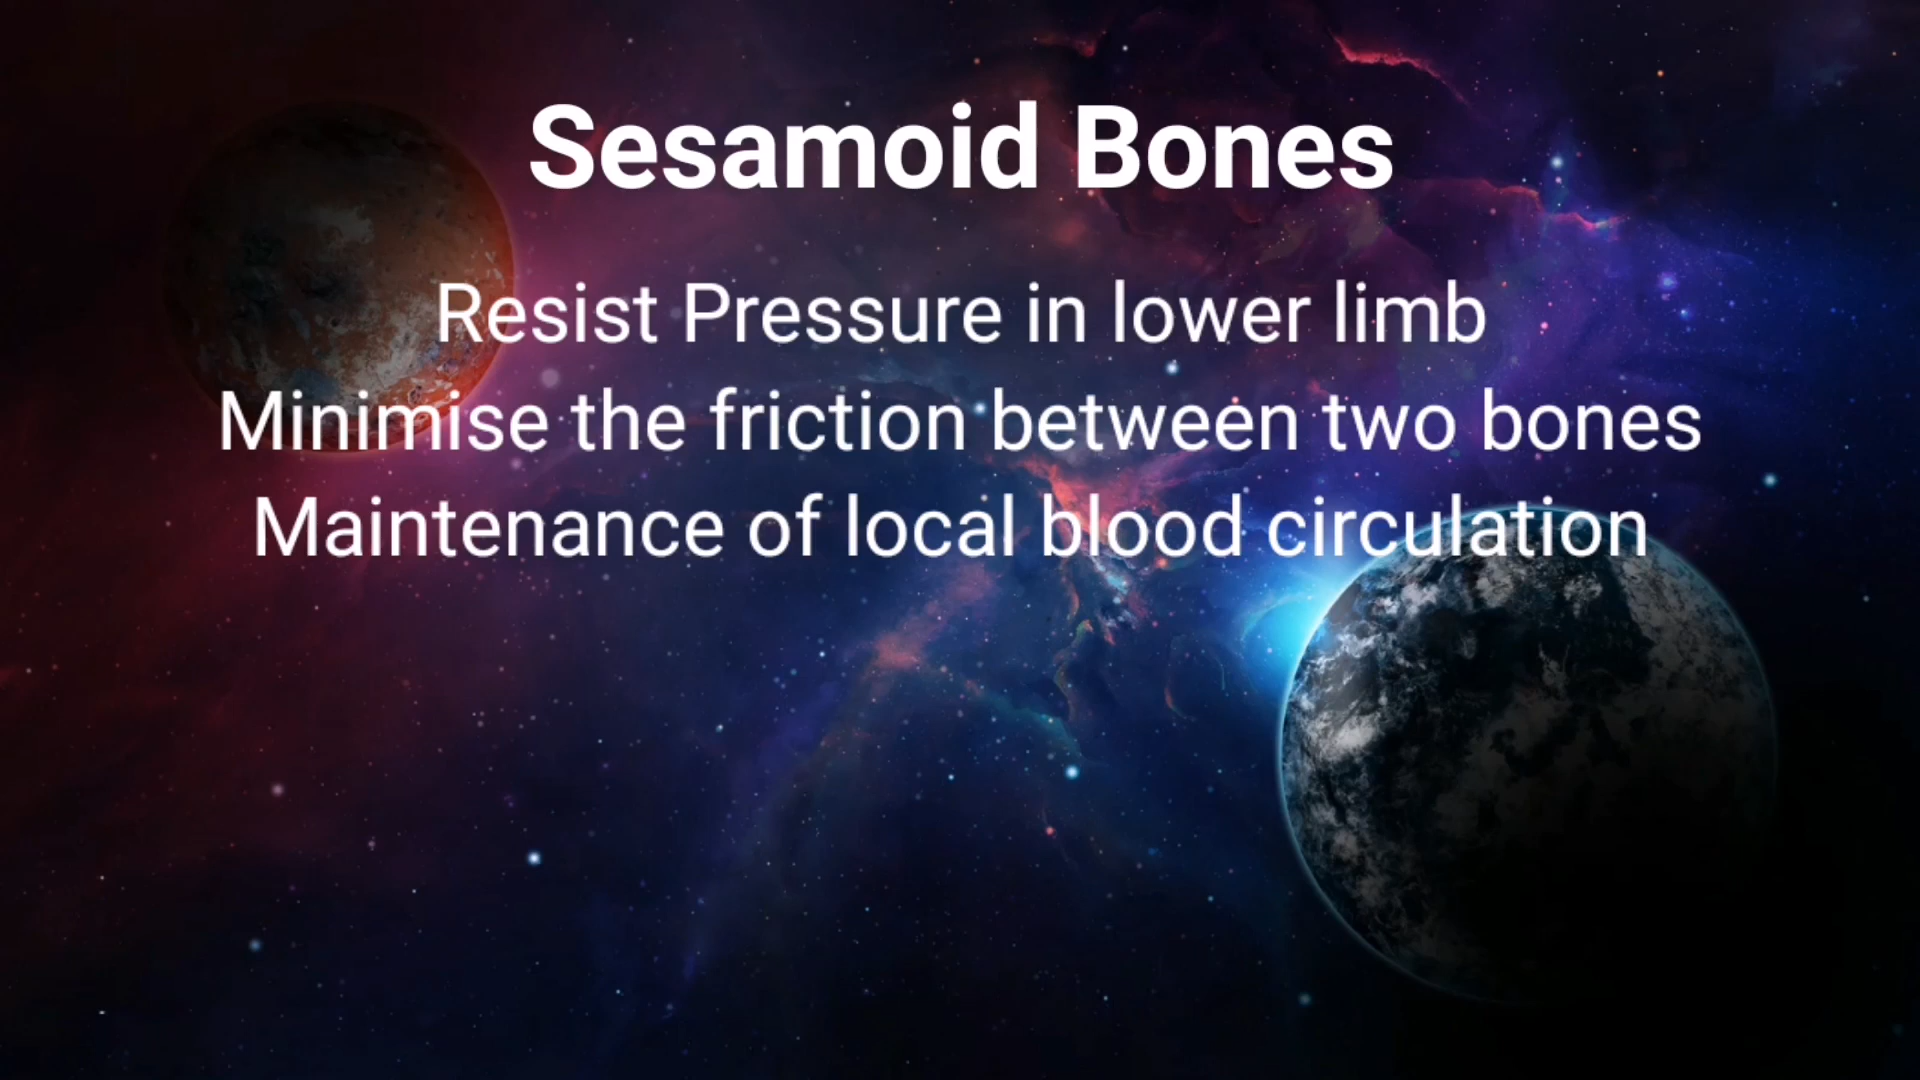 Sesamoid Bones
Resist Pressure in lower limb
Minimise the friction between two bones
Maintenance of local blood circulation